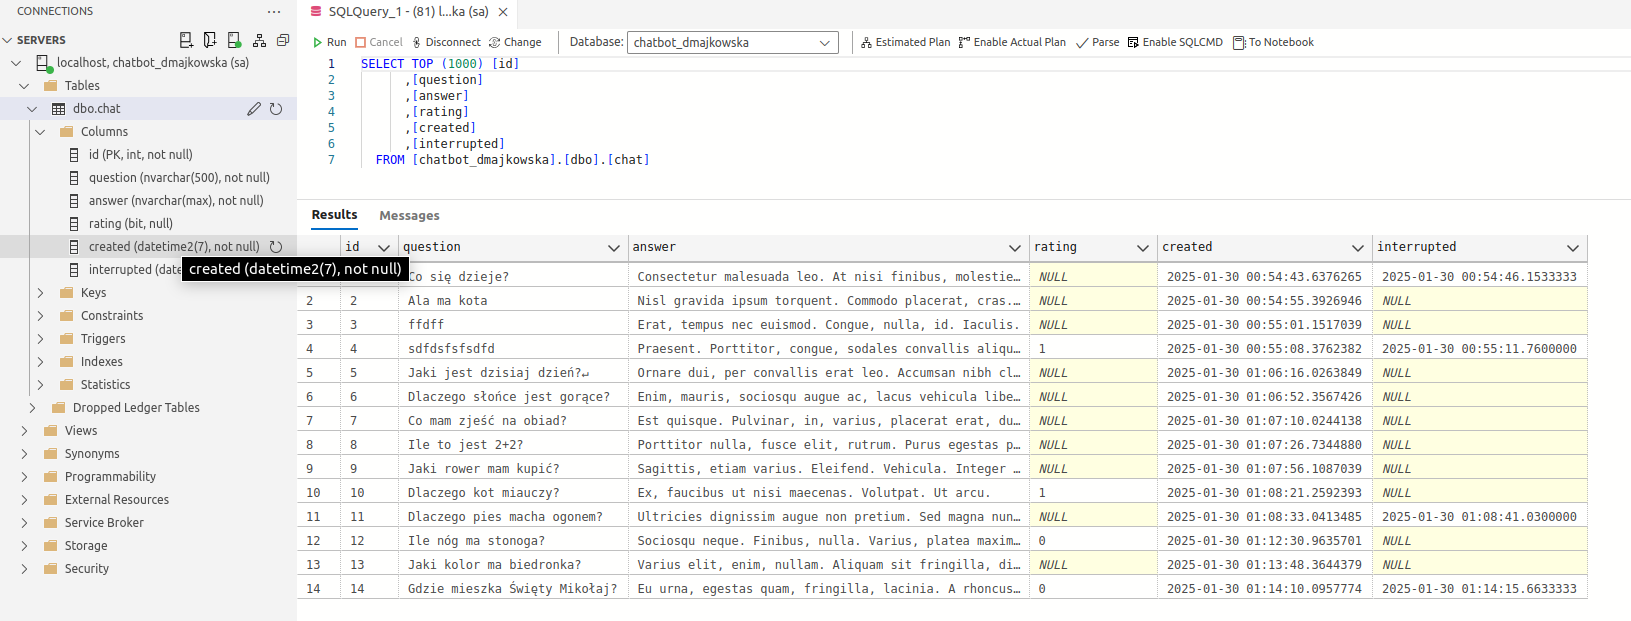 CONNECTIONS
SERVERS
localhost, chatbot_dmajkowska (sa)
Tables
dbo.chat
Columns
id (PK, int, not null)
question (nvarchar(500), not null)
answer (nvarchar(max), not null)
rating (bit, null)
created (datetime2(7), not null)
interrupted (date
created (datetime2(7), not null)
Keys
Constraints
Triggers
Indexes
Statistics
Dropped Ledger Tables
Views
Synonyms
Programmability
External Resources
Service Broker
Storage
Security
SQLQuery_1 - (81) l...ka (sa)
Run Cancel Disconnect Change Database: chatbot_dmajkowska Estimated Plan Enable Actual Plan Parse Enable SQLCMD To Notebook
1 SELECT TOP (1000) [id]
2 ,[question]
3 ,[answer]
4 ,[rating]
5 ,[created]
6 ,[interrupted]
7 FROM [chatbot_dmajkowska].[dbo].[chat]
Results Messages
id question answer rating created interrupted
Co się dzieje? Consectetur malesuada leo. At nisi finibus, molestie… NULL 2025-01-30 00:54:43.6376265 2025-01-30 00:54:46.1533333
2 2 Ala ma kota Nisl gravida ipsum torquent. Commodo placerat, cras.… NULL 2025-01-30 00:54:55.3926946 NULL
3 3 ffdff Erat, tempus nec euismod. Congue, nulla, id. Iaculis. NULL 2025-01-30 00:55:01.1517039 NULL
4 4 sdfdsfsfsdfd Praesent. Porttitor, congue, sodales convallis aliqu… 1 2025-01-30 00:55:08.3762382 2025-01-30 00:55:11.7600000
5 5 Jaki jest dzisiaj dzień?↵ Ornare dui, per convallis erat leo. Accumsan nibh cl… NULL 2025-01-30 01:06:16.0263849 NULL
6 6 Dlaczego słońce jest gorące? Enim, mauris, sociosqu augue ac, lacus vehicula libe… NULL 2025-01-30 01:06:52.3567426 NULL
7 7 Co mam zjeść na obiad? Est quisque. Pulvinar, in, varius, placerat erat, du… NULL 2025-01-30 01:07:10.0244138 NULL
8 8 Ile to jest 2+2? Porttitor nulla, fusce elit, rutrum. Purus egestas p… NULL 2025-01-30 01:07:26.7344880 NULL
9 9 Jaki rower mam kupić? Sagittis, etiam varius. Eleifend. Vehicula. Integer … NULL 2025-01-30 01:07:56.1087039 NULL
10 10 Dlaczego kot miauczy? Ex, faucibus ut nisi maecenas. Volutpat. Ut arcu. 1 2025-01-30 01:08:21.2592393 NULL
11 11 Dlaczego pies macha ogonem? Ultricies dignissim augue non pretium. Sed magna nun… NULL 2025-01-30 01:08:33.0413485 2025-01-30 01:08:41.0300000
12 12 Ile nóg ma stonoga? Sociosqu neque. Finibus, nulla. Varius, platea maxim… 0 2025-01-30 01:12:30.9635701 NULL
13 13 Jaki kolor ma biedronka? Varius elit, enim, nullam. Aliquam sit fringilla, di… NULL 2025-01-30 01:13:48.3644379 NULL
14 14 Gdzie mieszka Święty Mikołaj? Eu urna, egestas quam, fringilla, lacinia. A rhoncus… 0 2025-01-30 01:14:10.0957774 2025-01-30 01:14:15.6633333